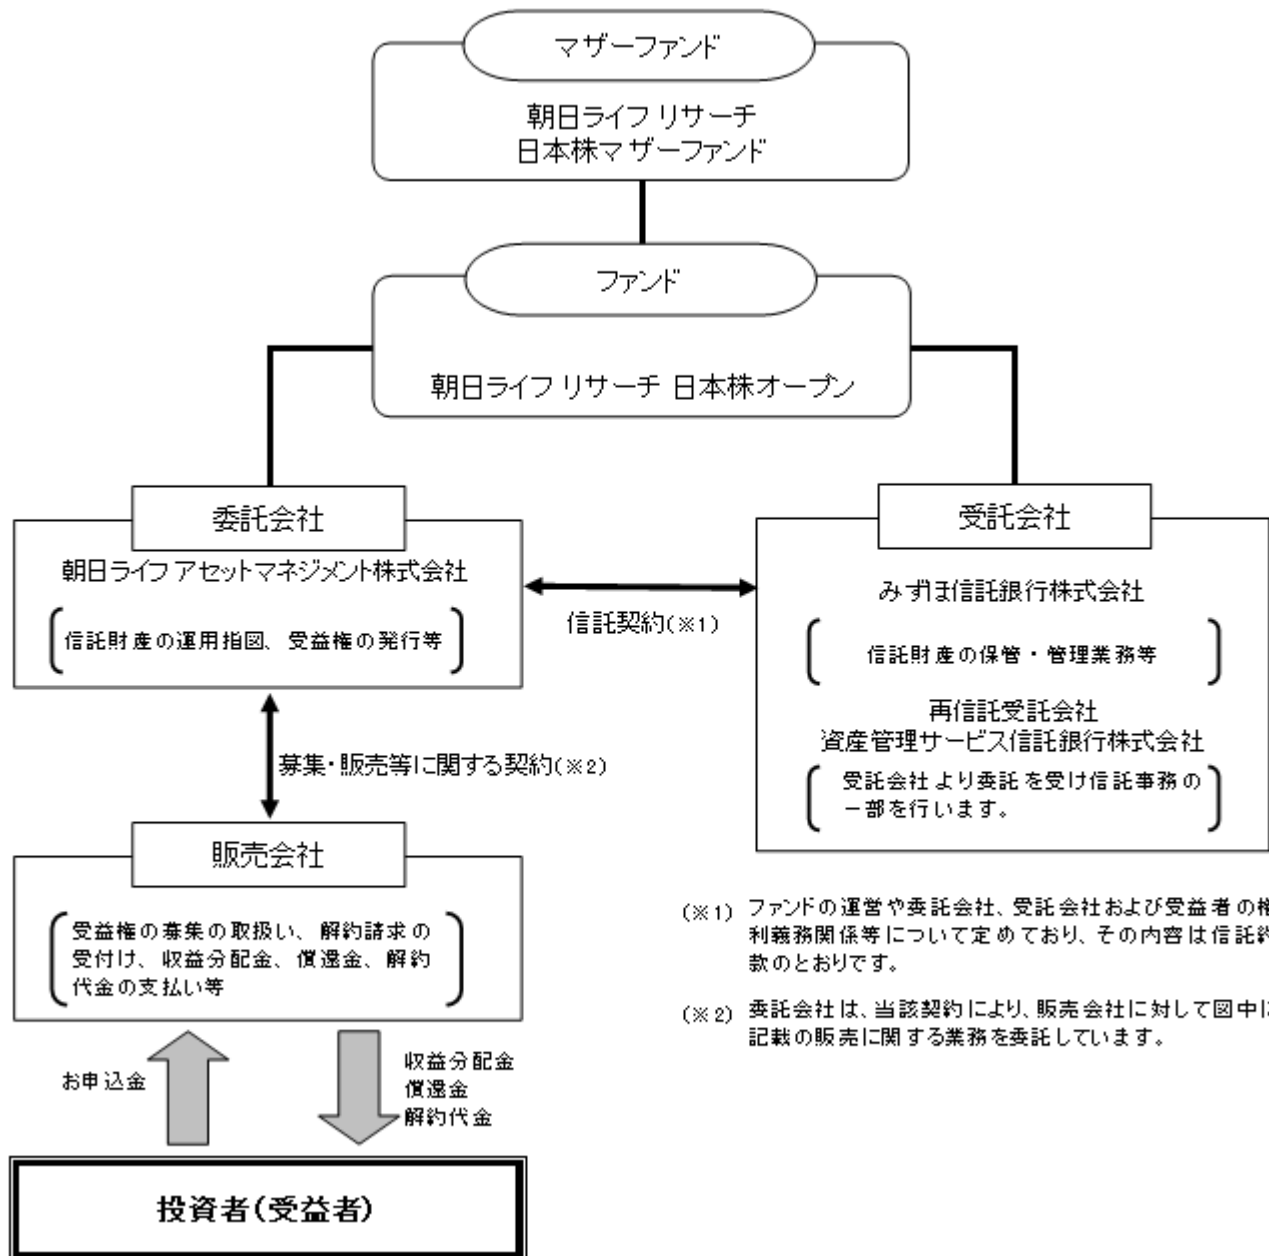 マザーファンド
朝日ライフ リサーチ
日本株マザーファンド
ファンド
朝日ライフ リサーチ 日本株オープン
委託会社
朝日ライフ アセットマネジメント株式会社
信託財産の運用指図、受益権の発行等
信託契約(※1)
受託会社
みずほ信託銀行株式会社
信託財産の保管・管理業務等
再信託受託会社
資産管理サービス信託銀行株式会社
受託会社より委託を受け信託事務の
一部を行います。
募集・販売等に関する契約(※2)
販売会社
受益権の募集の取扱い、解約請求の
受付け、収益分配金、償還金、解約
代金の支払い等
お申込金
収益分配金
償還金
解約代金
投資者(受益者)
(※1) ファンドの運営や委託会社、受託会社および受益者の権
利義務関係等について定めており、その内容は信託約
款のとおりです。
(※2) 委託会社は、当該契約により、販売会社に対して図中に
記載の販売に関する業務を委託しています。